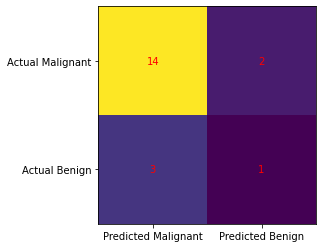 Actual Malignant 14 2
Actual Benign 3 1
Predicted Malignant Predicted Benign